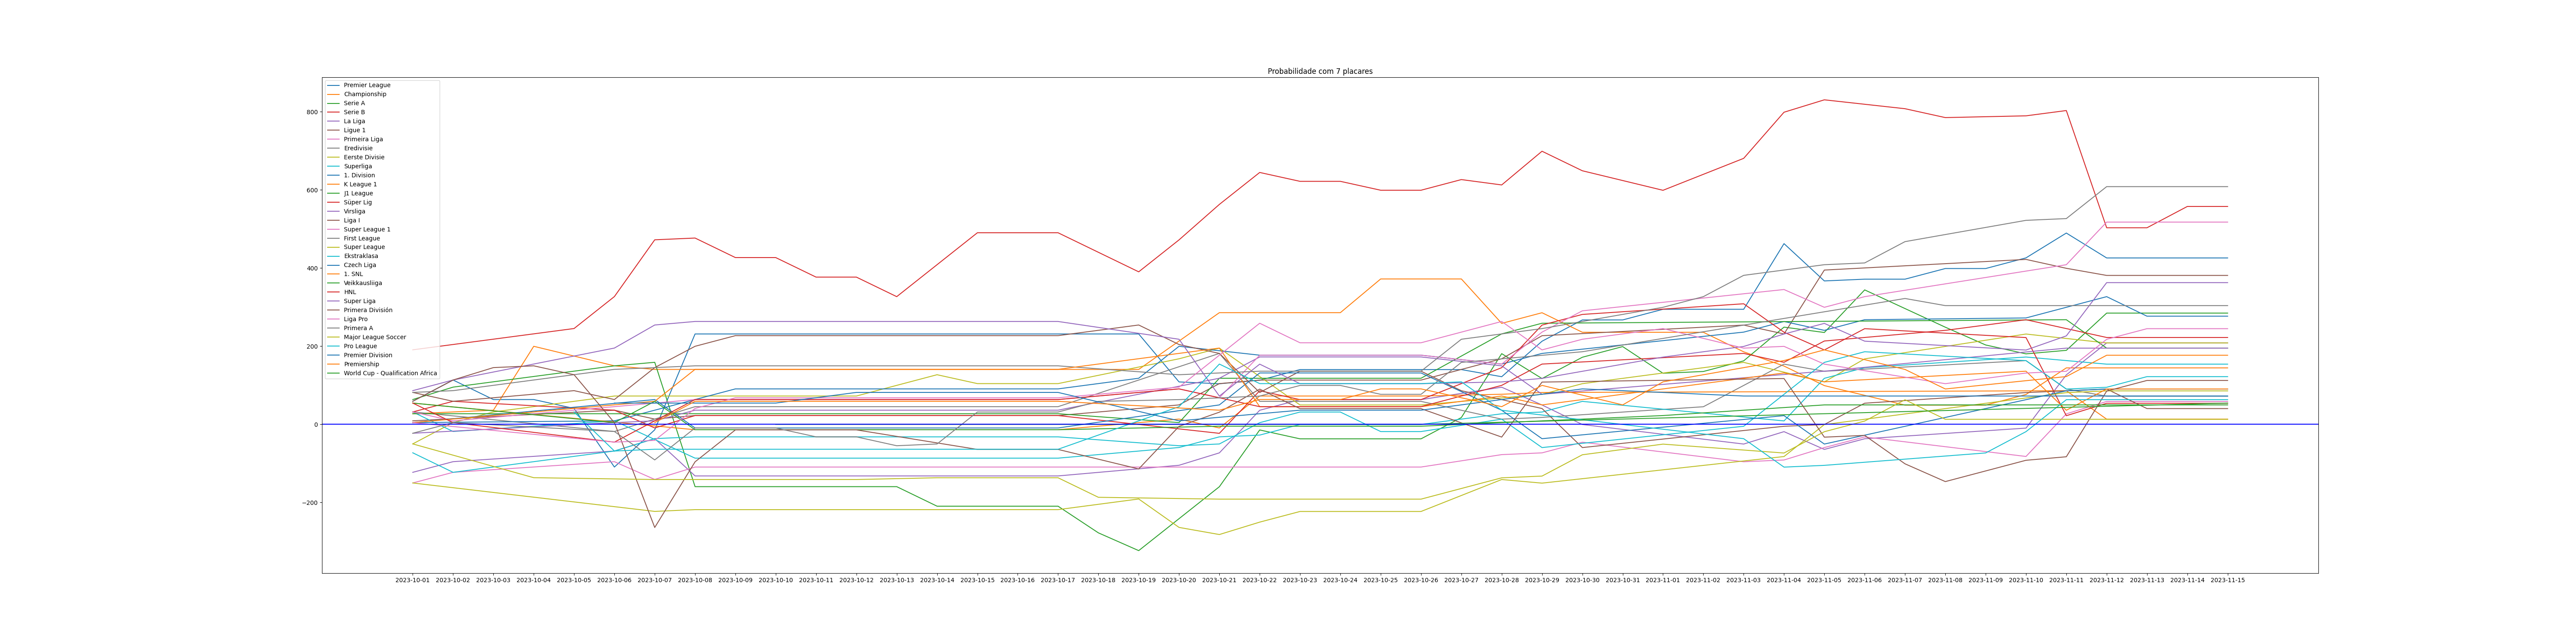 Probabilidade com 7 placares
Premier League
Championship
Serie A
Serie B
La Liga
Ligue 1
Primeira Liga
Eredivisie
Eerste Divisie
Superliga
1. Division
K League 1
J1 League
Süper Lig
Virsliga
Liga I
Super League 1
First League
Super League
Ekstraklasa
Czech Liga
1. SNL
Veikkausliiga
HNL
Super Liga
Primera División
Liga Pro
Primera A
Major League Soccer
Pro League
Premier Division
Premiership
World Cup - Qualification Africa
800
600
400
200
0
−200
2023-10-01 2023-10-02 2023-10-03 2023-10-04 2023-10-05 2023-10-06 2023-10-07 2023-10-08 2023-10-09 2023-10-10 2023-10-11 2023-10-12 2023-10-13 2023-10-14 2023-10-15 2023-10-16 2023-10-17 2023-10-18 2023-10-19 2023-10-20 2023-10-21 2023-10-22 2023-10-23 2023-10-24 2023-10-25 2023-10-26 2023-10-27 2023-10-28 2023-10-29 2023-10-30 2023-10-31 2023-11-01 2023-11-02 2023-11-03 2023-11-04 2023-11-05 2023-11-06 2023-11-07 2023-11-08 2023-11-09 2023-11-10 2023-11-11 2023-11-12 2023-11-13 2023-11-14 2023-11-15